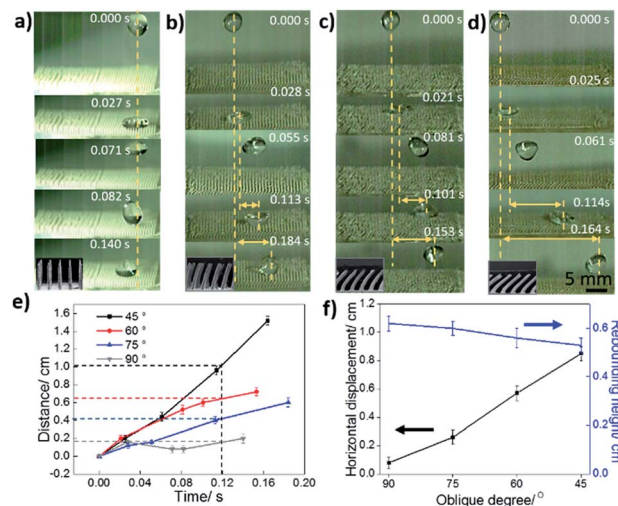 a)
0.000 s
0.027 s
0.071 s
0.082 s
0.140 s
b)
0.000 s
0.028 s
0.055 s
0.113 s
0.184 s
c)
0.000 s
0.021 s
0.081 s
0.101 s
0.153 s
d)
0.000 s
0.025 s
0.061 s
0.114s
0.164 s
5 mm
e)
45 °
60 °
75 °
90 °
Distance/ cm
1.6
1.4
1.2
1.0
0.8
0.6
0.4
0.2
0.0
-0.2
0.00 0.04 0.08 0.12 0.16 0.20
Time/ s
f)
Horizontal displacement/ cm
1.2
1.0
0.8
0.6
0.4
0.2
0.0
Rebounding height/ cm
0.6
0.4
0.2
0.0
90 75 60 45
Oblique degree/ °